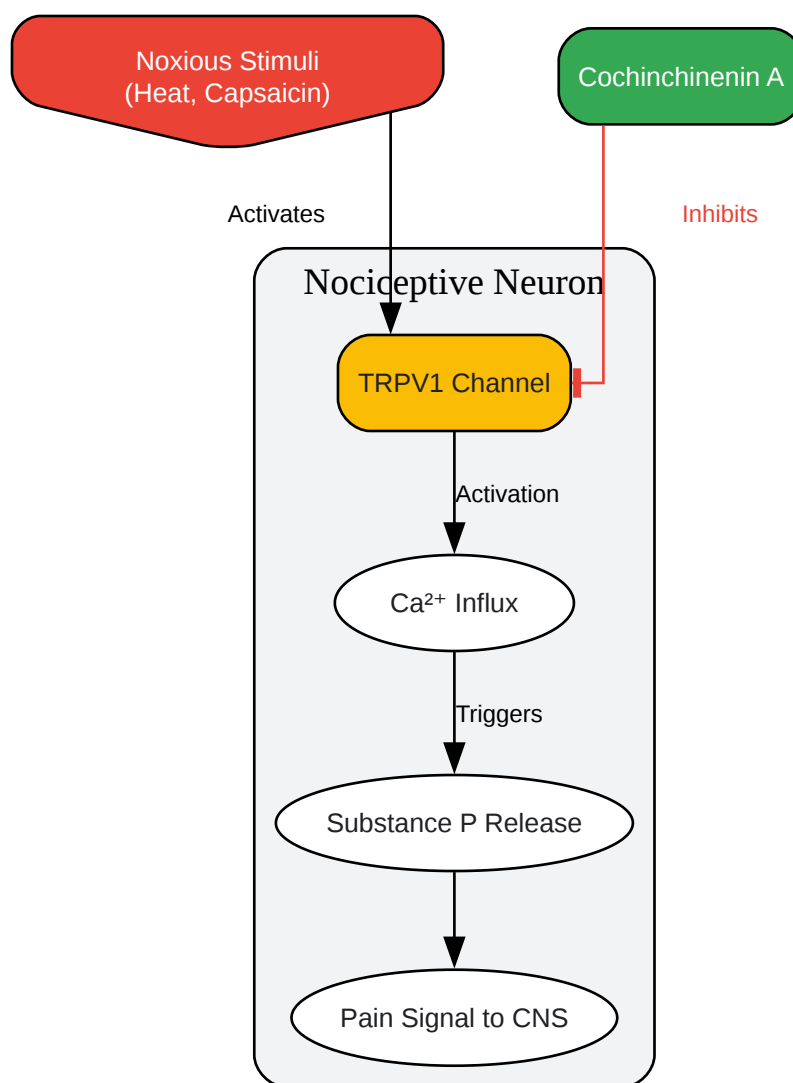 Noxious Stimuli
(Heat, Capsaicin)
Cochinchinenin A
Activates
Inhibits
Nociceptive Neuron
TRPV1 Channel
Activation
Ca²⁺ Influx
Triggers
Substance P Release
Pain Signal to CNS